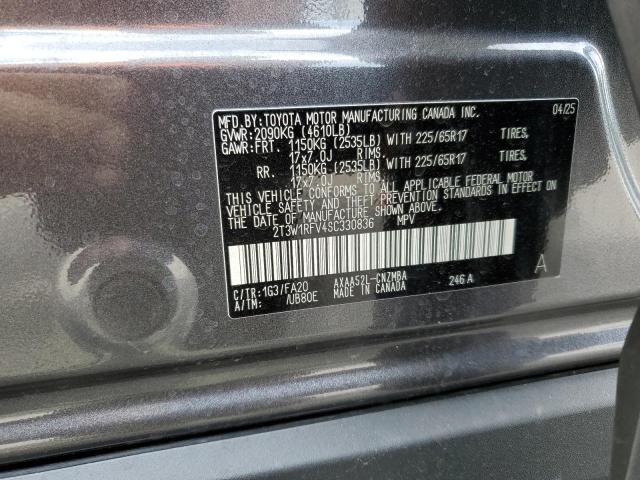 MFD.BY:TOYOTA MOTOR MANUFACTURING CANADA INC. 04/25
GVWR:2090KG (4610LB)
GAWR:FRT. 1150KG (2535LB) WITH 225/65R17 TIRES,
17x7.0J RIMS,
RR. 1150KG (2535LB) WITH 225/65R17 TIRES,
17x7.0J RIMS,
THIS VEHICLE CONFORMS TO ALL APPLICABLE FEDERAL MOTOR
VEHICLE SAFETY AND THEFT PREVENTION STANDARDS IN
EFFECT ON THE DATE OF MANUFACTURE SHOWN ABOVE.
2T3W1RFV4SC330836 MPV
C/TR:1G3/FA20 AXAA52L-CNZMBA 246 A A
A/TM: /UB80E MADE IN CANADA